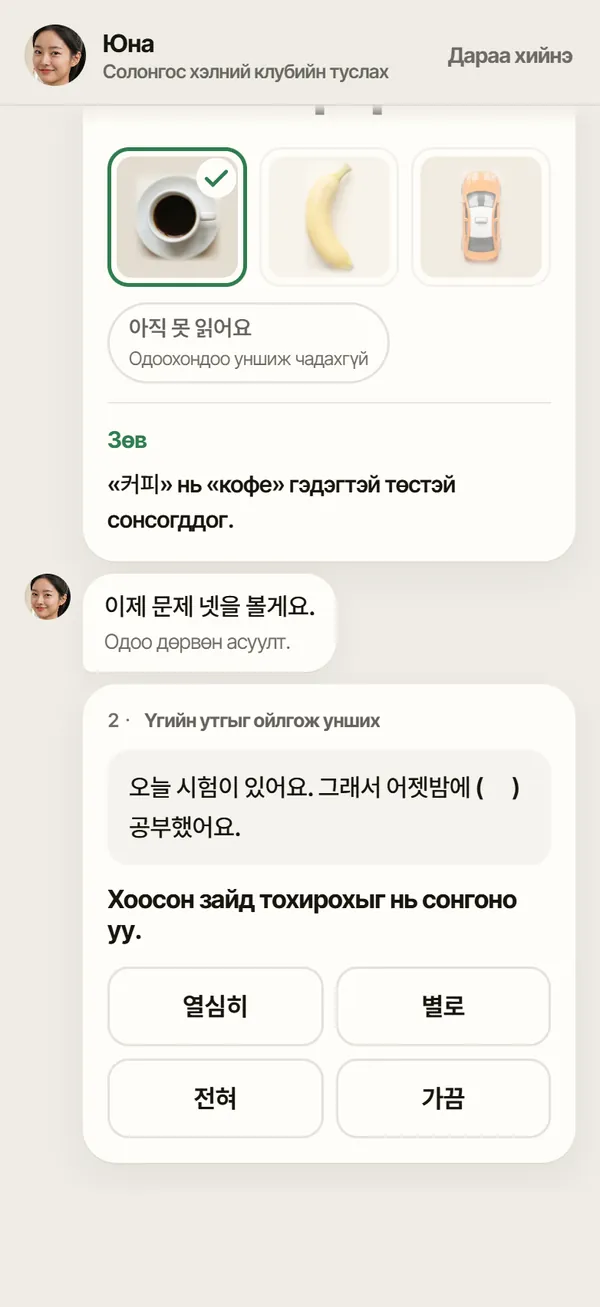 Юна
Солонгос хэлний клубийн туслах
Дараа хийнэ
아직 못 읽어요
Одоохондоо уншиж чадахгүй
Зөв
«커피» нь «кофе» гэдэгтэй төстэй
сонсогддог.
이제 문제 넷을 볼게요.
Одоо дөрвөн асуулт.
2 · Үгийн утгыг ойлгож унших
오늘 시험이 있어요. 그래서 어젯밤에 ( )
공부했어요.
Хоосон зайд тохирохыг нь сонгоно
уу.
열심히
별로
전혀
가끔